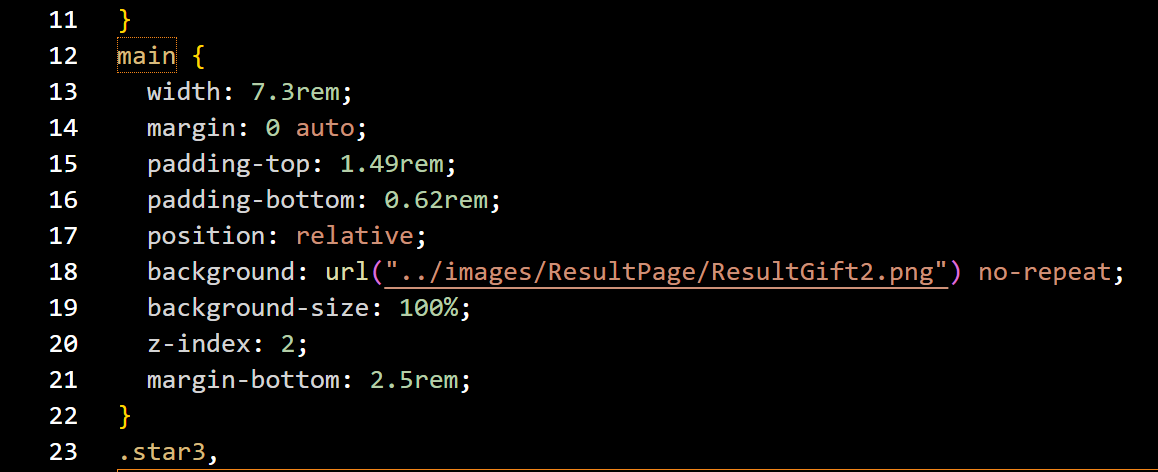 11 }
12 main {
13 width: 7.3rem;
14 margin: 0 auto;
15 padding-top: 1.49rem;
16 padding-bottom: 0.62rem;
17 position: relative;
18 background: url("../images/ResultPage/ResultGift2.png") no-repeat;
19 background-size: 100%;
20 z-index: 2;
21 margin-bottom: 2.5rem;
22 }
23 .star3,